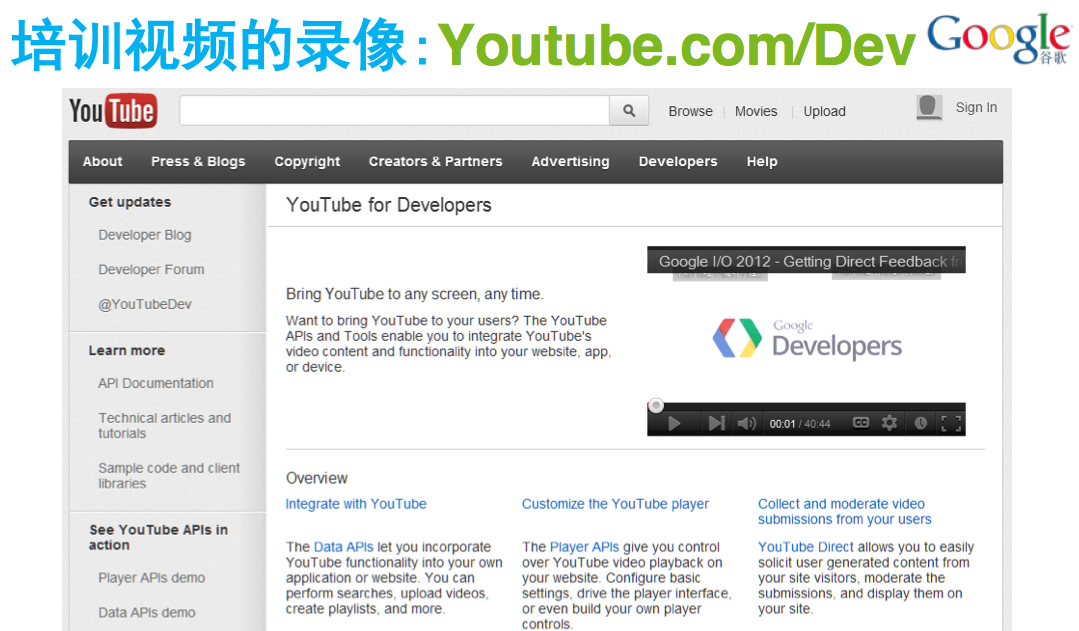 培训视频的录像:Youtube.com/Dev
Google
谷歌
YouTube
Browse
Movies
Upload
Sign In
About
Press & Blogs
Copyright
Creators & Partners
Advertising
Developers
Help
Get updates
Developer Blog
Developer Forum
@YouTubeDev
Learn more
API Documentation
Technical articles and
tutorials
Sample code and client
libraries
See YouTube APIs in
action
Player APIs demo
Data APIs demo
YouTube for Developers
Bring YouTube to any screen, any time.
Want to bring YouTube to your users? The YouTube
APIs and Tools enable you to integrate YouTube's
video content and functionality into your website, app,
or device.
Google I/O 2012 - Getting Direct Feedback from
Google
Developers
00:01 / 40:44
CC
Overview
Integrate with YouTube
The Data APIs let you incorporate
YouTube functionality into your own
application or website. You can
perform searches, upload videos,
create playlists, and more.
Customize the YouTube player
The Player APIs give you control
over YouTube video playback on
your website. Configure basic
settings, drive the player interface,
or even build your own player
controls.
Collect and moderate video
submissions from your users
YouTube Direct allows you to easily
solicit user generated content from
your site visitors, moderate the
submissions, and display them on
your site.